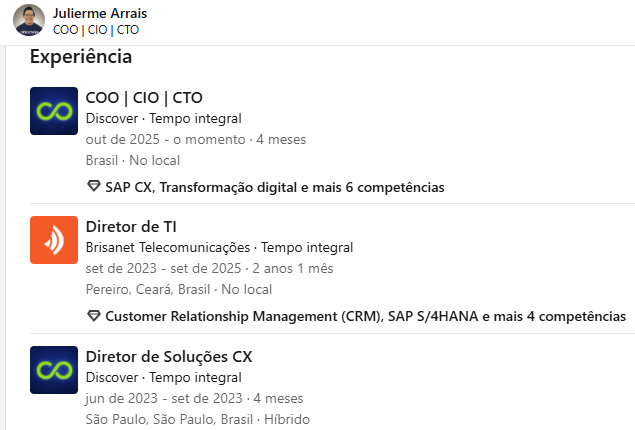 Julierme Arrais
COO | CIO | CTO
Experiência
COO | CIO | CTO
Discover · Tempo integral
out de 2025 - o momento · 4 meses
Brasil · No local
SAP CX, Transformação digital e mais 6 competências
Diretor de TI
Brisanet Telecomunicações · Tempo integral
set de 2023 - set de 2025 · 2 anos 1 mês
Pereiro, Ceará, Brasil · No local
Customer Relationship Management (CRM), SAP S/4HANA e mais 4 competências
Diretor de Soluções CX
Discover · Tempo integral
jun de 2023 - set de 2023 · 4 meses
São Paulo, São Paulo, Brasil · Híbrido